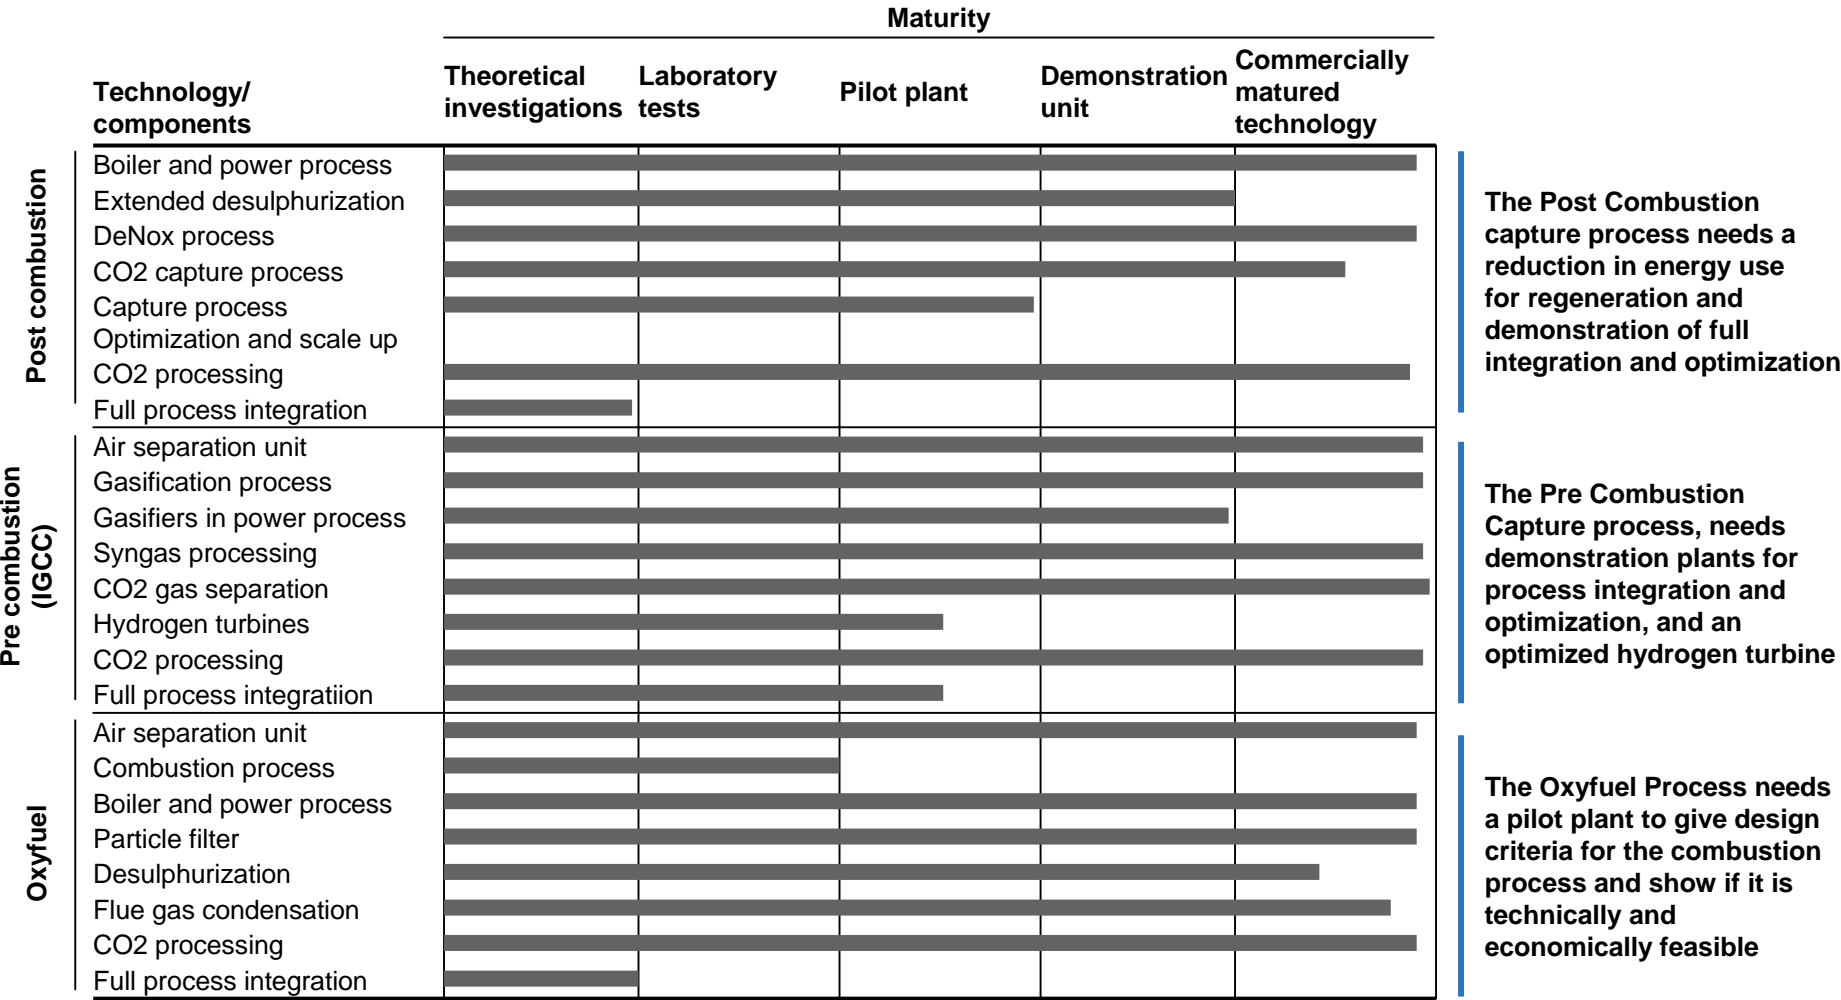 Maturity
Technology/
components
Theoretical
investigations
Laboratory
tests
Pilot plant
Demonstration
unit
Commercially
matured
technology
Post combustion
Boiler and power process
Extended desulphurization
DeNox process
CO2 capture process
Capture process
Optimization and scale up
CO2 processing
Full process integration
The Post Combustion
capture process needs a
reduction in energy use
for regeneration and
demonstration of full
integration and optimization
Pre combustion
(IGCC)
Air separation unit
Gasification process
Gasifiers in power process
Syngas processing
CO2 gas separation
Hydrogen turbines
CO2 processing
Full process integratiion
The Pre Combustion
Capture process, needs
demonstration plants for
process integration and
optimization, and an
optimized hydrogen turbine
Oxyfuel
Air separation unit
Combustion process
Boiler and power process
Particle filter
Desulphurization
Flue gas condensation
CO2 processing
Full process integration
The Oxyfuel Process needs
a pilot plant to give design
criteria for the combustion
process and show if it is
technically and
economically feasible